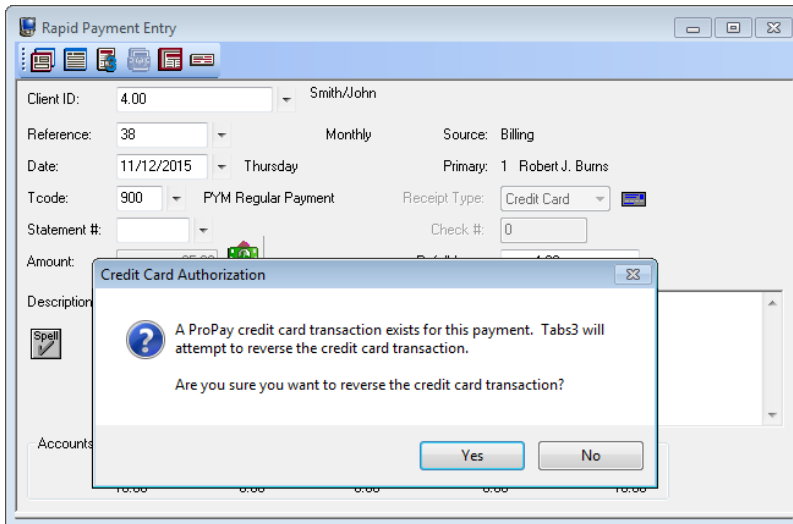 Rapid Payment Entry
Client ID: 4.00 Smith/John
Reference: 38 Monthly Source: Billing
Date: 11/12/2015 Thursday Primary: 1 Robert J. Burns
Tcode: 900 PYM Regular Payment Receipt Type: Credit Card
Statement #: Check #: 0
Amount:
Credit Card Authorization
Description
Spell
A ProPay credit card transaction exists for this payment. Tabs3 will
attempt to reverse the credit card transaction.
Are you sure you want to reverse the credit card transaction?
Accounts
Yes No